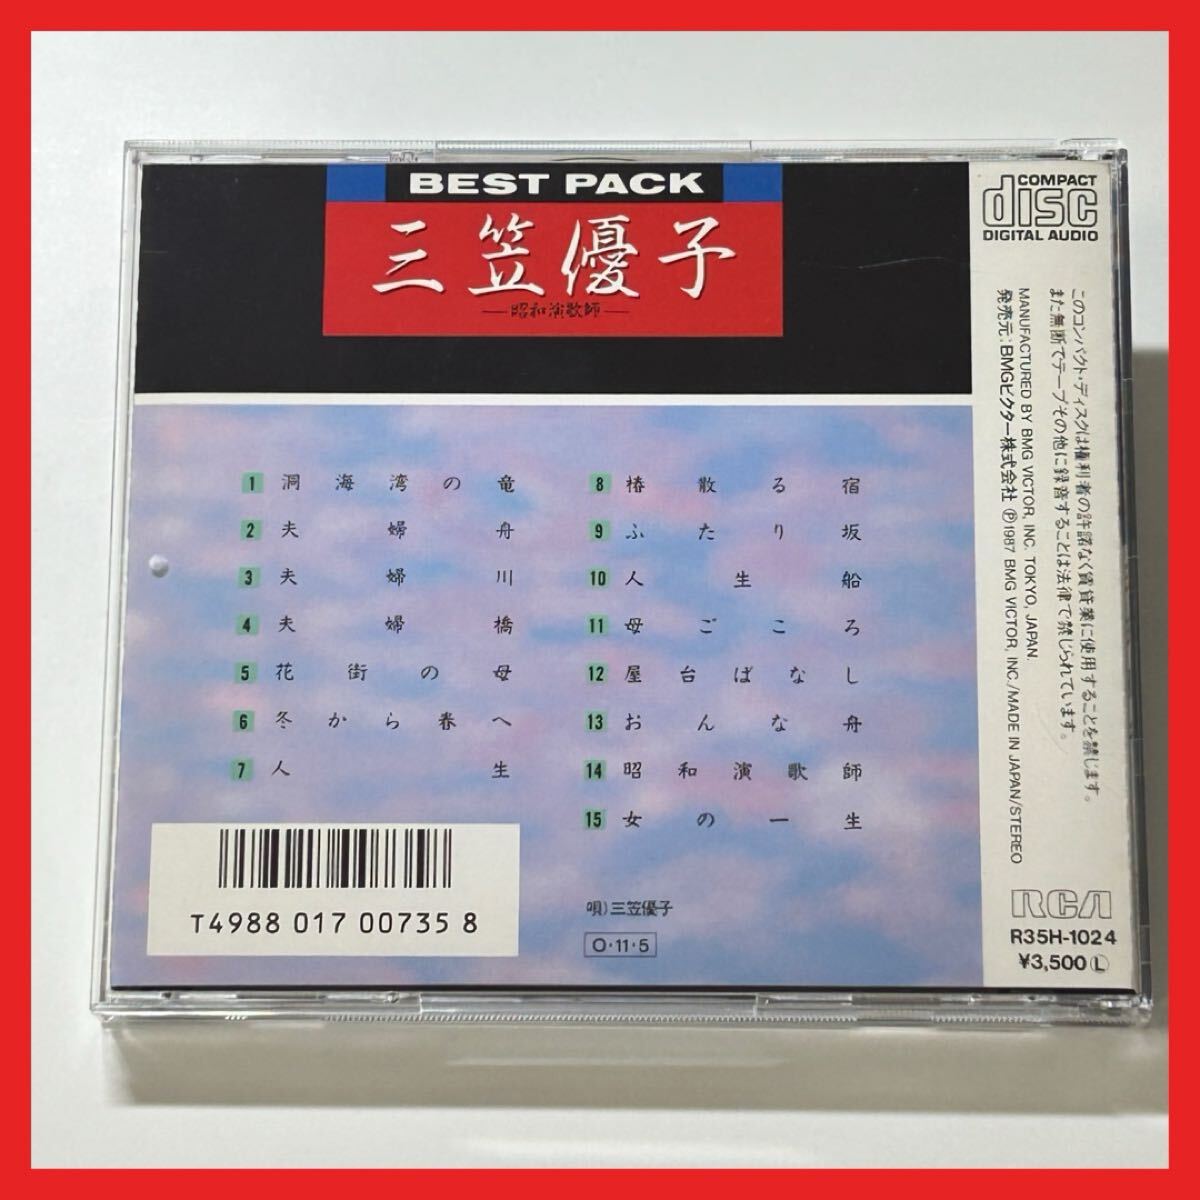 BEST PACK
三笠優子
―昭和演歌師―
1 洞海湾の竜
2 夫婦舟
3 夫婦川
4 夫婦橋
5 花街の母
6 冬から春へ
7 人生
8 椿散る宿
9 ふたり坂
10 人生船
11 母ごころ
12 屋台ばなし
13 おんな舟
14 昭和演歌師
15 女の一生
唄)三笠優子
O・11・5
T4988 017 00735 8
COMPACT
disc
DIGITAL AUDIO
このコンパクト・ディスクは権利者の許諾なく賃貸業に使用することを禁じます。
また無断でテープその他に録音することは法律で禁じられています。
MANUFACTURED BY BMG VICTOR, INC. TOKYO, JAPAN.
発売元:BMGビクター株式会社 Ⓟ1987 BMG VICTOR, INC./MADE IN JAPAN/STEREO
RCA
R35H-1024
¥3,500 Ⓛ